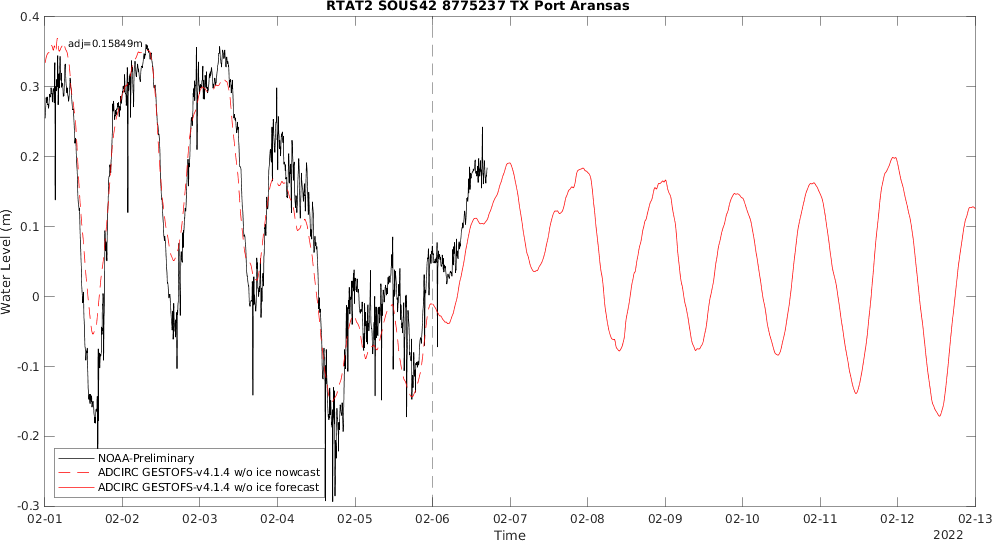 RTAT2 SOUS42 8775237 TX Port Aransas
adj=0.15849m
Water Level (m)
0.4
0.3
0.2
0.1
0
-0.1
-0.2
-0.3
NOAA-Preliminary
ADCIRC GESTOFS-v4.1.4 w/o ice nowcast
ADCIRC GESTOFS-v4.1.4 w/o ice forecast
02-01 02-02 02-03 02-04 02-05 02-06 02-07 02-08 02-09 02-10 02-11 02-12 02-13
Time
2022